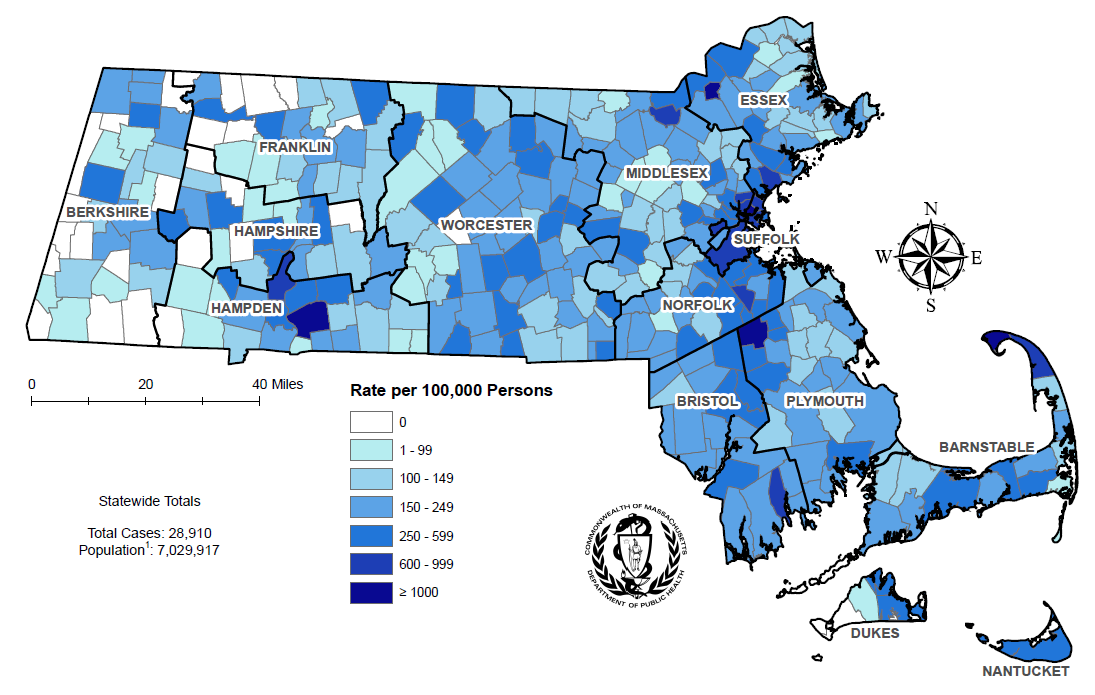 ESSEX
FRANKLIN
MIDDLESEX
BERKSHIRE
HAMPSHIRE
WORCESTER
SUFFOLK
N
W
E
S
HAMPDEN
NORFOLK
0
20
40 Miles
Rate per 100,000 Persons
0
1 - 99
100 - 149
150 - 249
250 - 599
600 - 999
≥ 1000
BRISTOL
PLYMOUTH
BARNSTABLE
Statewide Totals
Total Cases: 28,910
Population¹: 7,029,917
COMMONWEALTH OF MASSACHUSETTS
DEPARTMENT OF PUBLIC HEALTH
DUKES
NANTUCKET